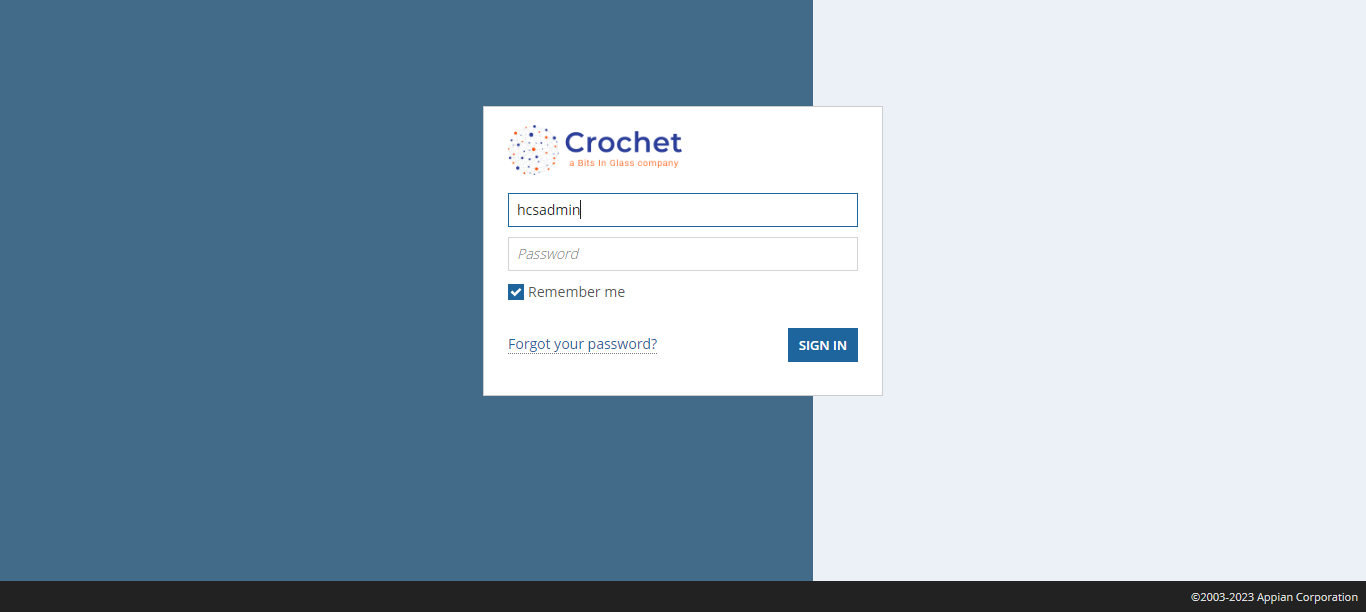 Crochet
a Bits In Glass company
hcsadmin
Password
Remember me
Forgot your password?
SIGN IN
©2003-2023 Appian Corporation